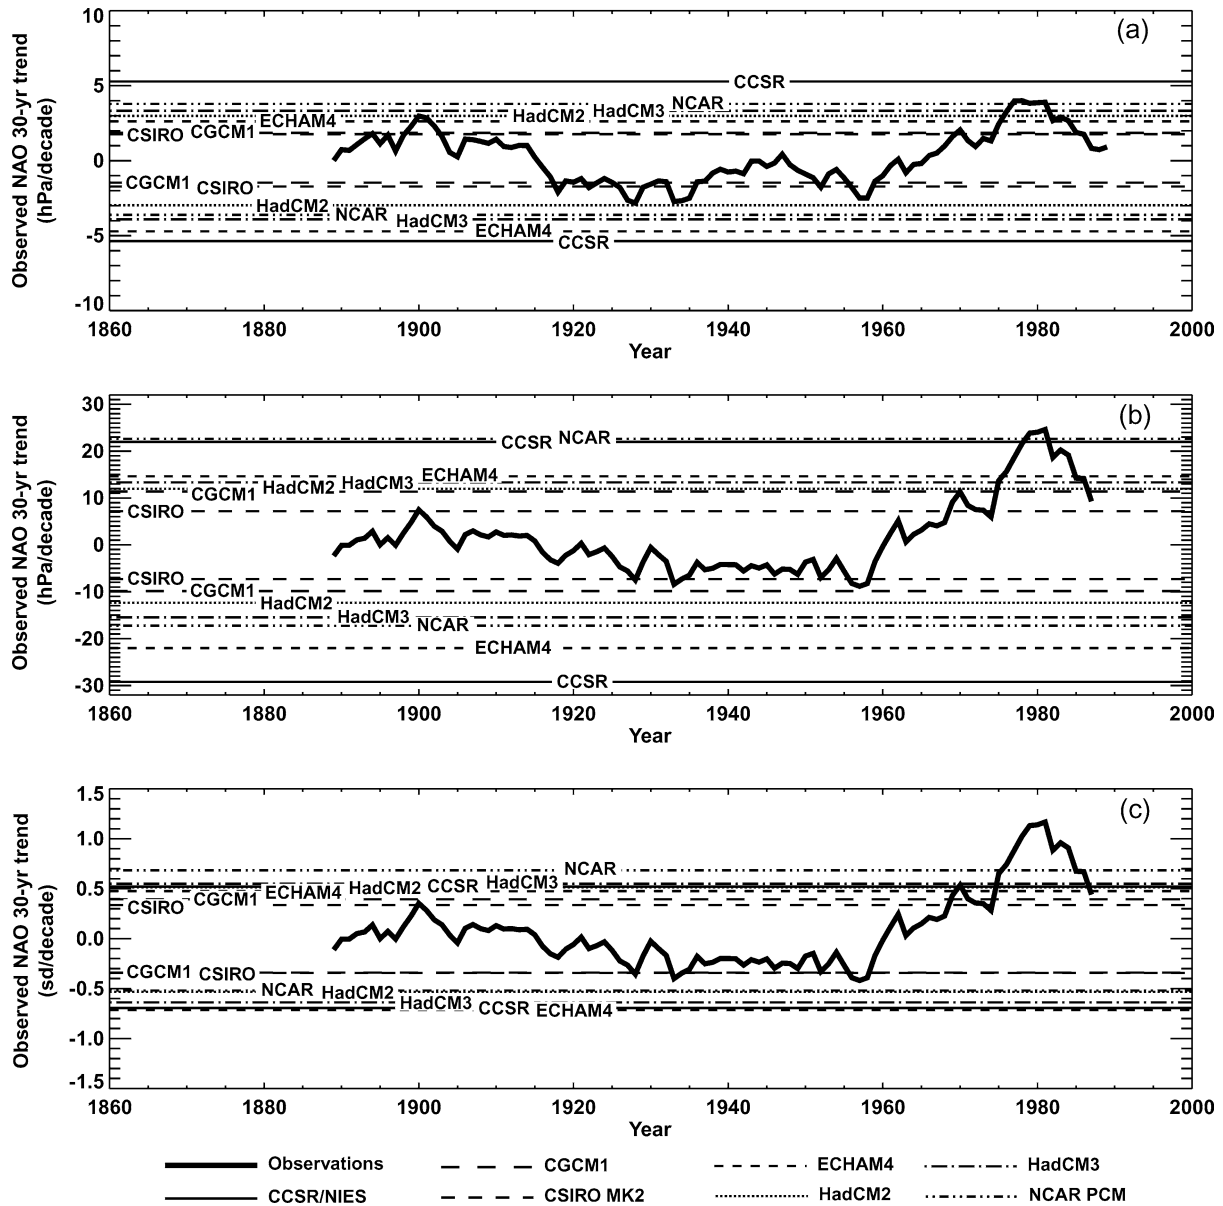 (a)
Observed NAO 30-yr trend
(hPa/decade)
10
5
0
-5
-10
CCSR
NCAR
HadCM3
HadCM2
ECHAM4
CGCM1
CSIRO
CGCM1
CSIRO
HadCM2
NCAR
HadCM3
ECHAM4
CCSR
1860 1880 1900 1920 1940 1960 1980 2000
Year
(b)
Observed NAO 30-yr trend
(hPa/decade)
30
20
10
0
-10
-20
-30
CCSR NCAR
ECHAM4
HadCM3
HadCM2
CGCM1
CSIRO
CSIRO
CGCM1
HadCM2
HadCM3
NCAR
ECHAM4
CCSR
1860 1880 1900 1920 1940 1960 1980 2000
Year
(c)
Observed NAO 30-yr trend
(sd/decade)
1.5
1.0
0.5
0.0
-0.5
-1.0
-1.5
NCAR
HadCM3
CCSR
HadCM2
ECHAM4
CGCM1
CSIRO
CGCM1 CSIRO
NCAR HadCM2
HadCM3 CCSR ECHAM4
1860 1880 1900 1920 1940 1960 1980 2000
Year
Observations CGCM1 ECHAM4 HadCM3
CCSR/NIES CSIRO MK2 HadCM2 NCAR PCM